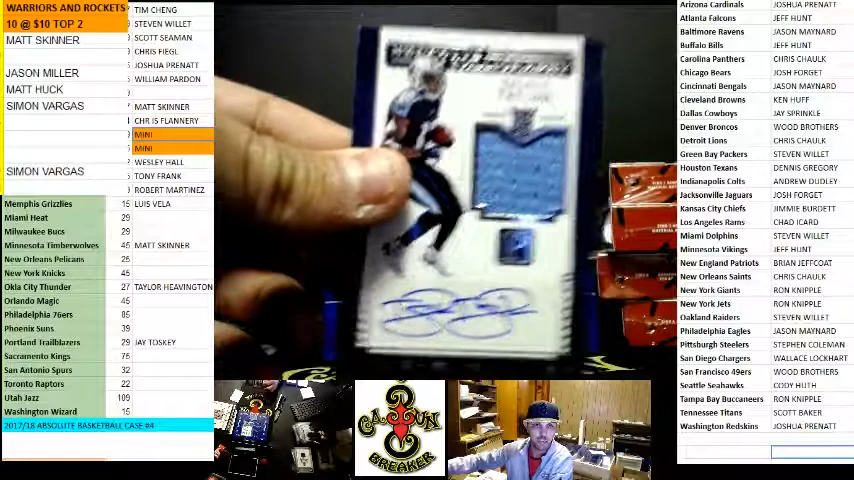 WARRIORS AND ROCKETS
10 @ $10 TOP 2
MATT SKINNER
JASON MILLER
MATT HUCK
SIMON VARGAS
SIMON VARGAS
TIM CHENG
STEVEN WILLET
SCOTT SEAMAN
CHRIS FIEGL
JOSHUA PRENATT
WILLIAM PARDON
MATT SKINNER
CHR IS FLANNERY
MINI
MINI
WESLEY HALL
TONY FRANK
ROBERT MARTINEZ
Memphis Grizzlies 15 LUIS VELA
Miami Heat 29
Milwaukee Bucs 29
Minnesota Timberwolves 45 MATT SKINNER
New Orleans Pelicans 25
New York Knicks 45
Okla City Thunder 27 TAYLOR HEAVINGTON
Orlando Magic 45
Philadelphia 76ers 85
Phoenix Suns 39
Portland Trailblazers 29 JAY TOSKEY
Sacramento Kings 75
San Antonio Spurs 32
Toronto Raptors 22
Utah Jazz 109
Washington Wizard 15
2017/18 ABSOLUTE BASKETBALL CASE #4
CAJUN
BREAKER
Arizona Cardinals JOSHUA PRENATT
Atlanta Falcons JEFF HUNT
Baltimore Ravens JASON MAYNARD
Buffalo Bills JEFF HUNT
Carolina Panthers CHRIS CHAULK
Chicago Bears JOSH FORGET
Cincinnati Bengals JASON MAYNARD
Cleveland Browns KEN HUFF
Dallas Cowboys JAY SPRINKLE
Denver Broncos WOOD BROTHERS
Detroit Lions CHRIS CHAULK
Green Bay Packers STEVEN WILLET
Houston Texans DENNIS GREGORY
Indianapolis Colts ANDREW DUDLEY
Jacksonville Jaguars JOSH FORGET
Kansas City Chiefs JIMMIE BURDETT
Los Angeles Rams CHAD ICARD
Miami Dolphins STEVEN WILLET
Minnesota Vikings JEFF HUNT
New England Patriots BRIAN JEFFCOAT
New Orleans Saints CHRIS CHAULK
New York Giants RON KNIPPLE
New York Jets RON KNIPPLE
Oakland Raiders STEVEN WILLET
Philadelphia Eagles JASON MAYNARD
Pittsburgh Steelers STEPHEN COLEMAN
San Diego Chargers WALLACE LOCKHART
San Francisco 49ers WOOD BROTHERS
Seattle Seahawks CODY HUTH
Tampa Bay Buccaneers RON KNIPPLE
Tennessee Titans SCOTT BAKER
Washington Redskins JOSHUA PRENATT